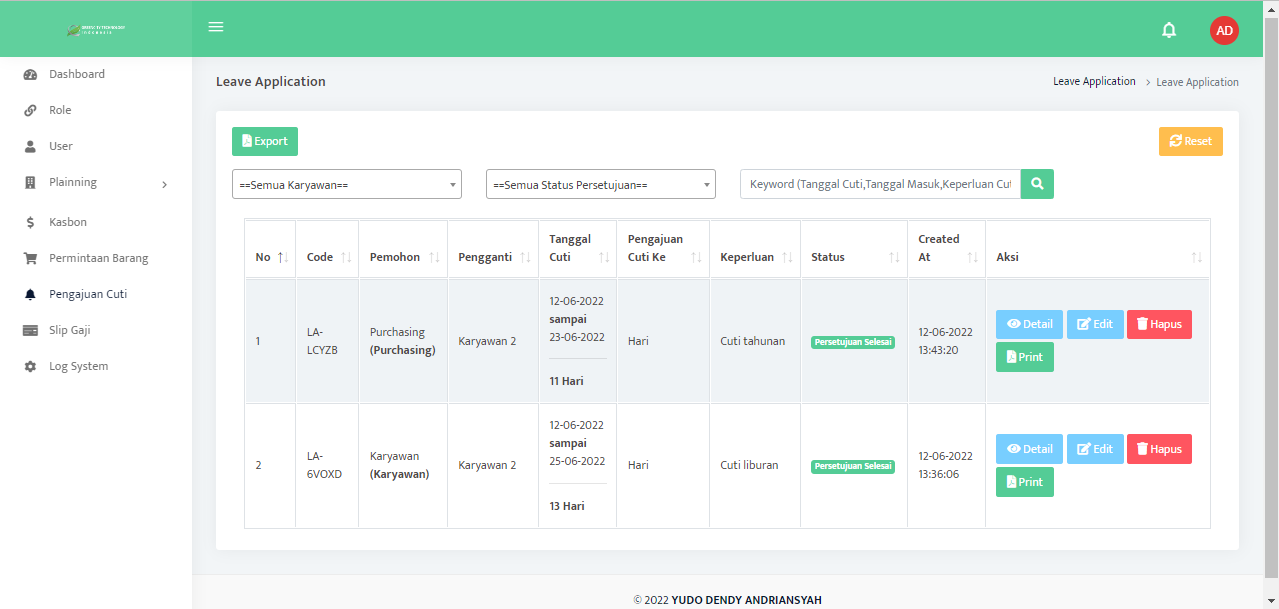 AD
Dashboard
Role
User
Plainning
Kasbon
Permintaan Barang
Pengajuan Cuti
Slip Gaji
Log System
Leave Application
Leave Application > Leave Application
Export
Reset
==Semua Karyawan==
==Semua Status Persetujuan==
Keyword (Tanggal Cuti,Tanggal Masuk,Keperluan Cut
No Code Pemohon Pengganti Tanggal Cuti Pengajuan Cuti Ke Keperluan Status Created At Aksi
1
LA-
LCYZB
Purchasing
(Purchasing)
Karyawan 2
12-06-2022
sampai
23-06-2022
11 Hari
Hari
Cuti tahunan
Persetujuan Selesai
12-06-2022
13:43:20
Detail Edit Hapus
Print
2
LA-
6VOXD
Karyawan
(Karyawan)
Karyawan 2
12-06-2022
sampai
25-06-2022
13 Hari
Hari
Cuti liburan
Persetujuan Selesai
12-06-2022
13:36:06
Detail Edit Hapus
Print
© 2022 YUDO DENDY ANDRIANSYAH